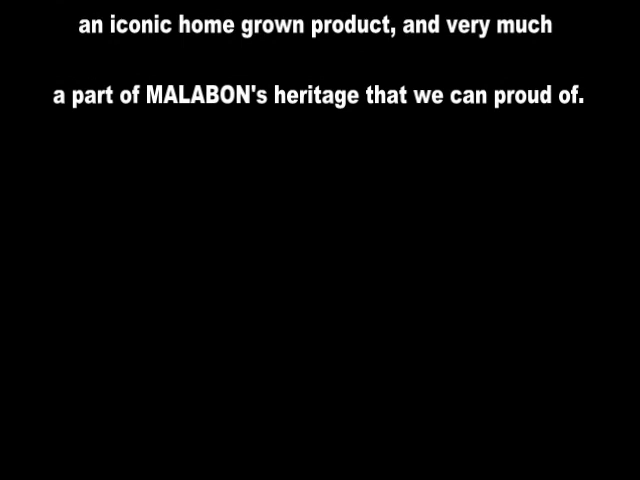 an iconic home grown product, and very much
a part of MALABON's heritage that we can proud of.